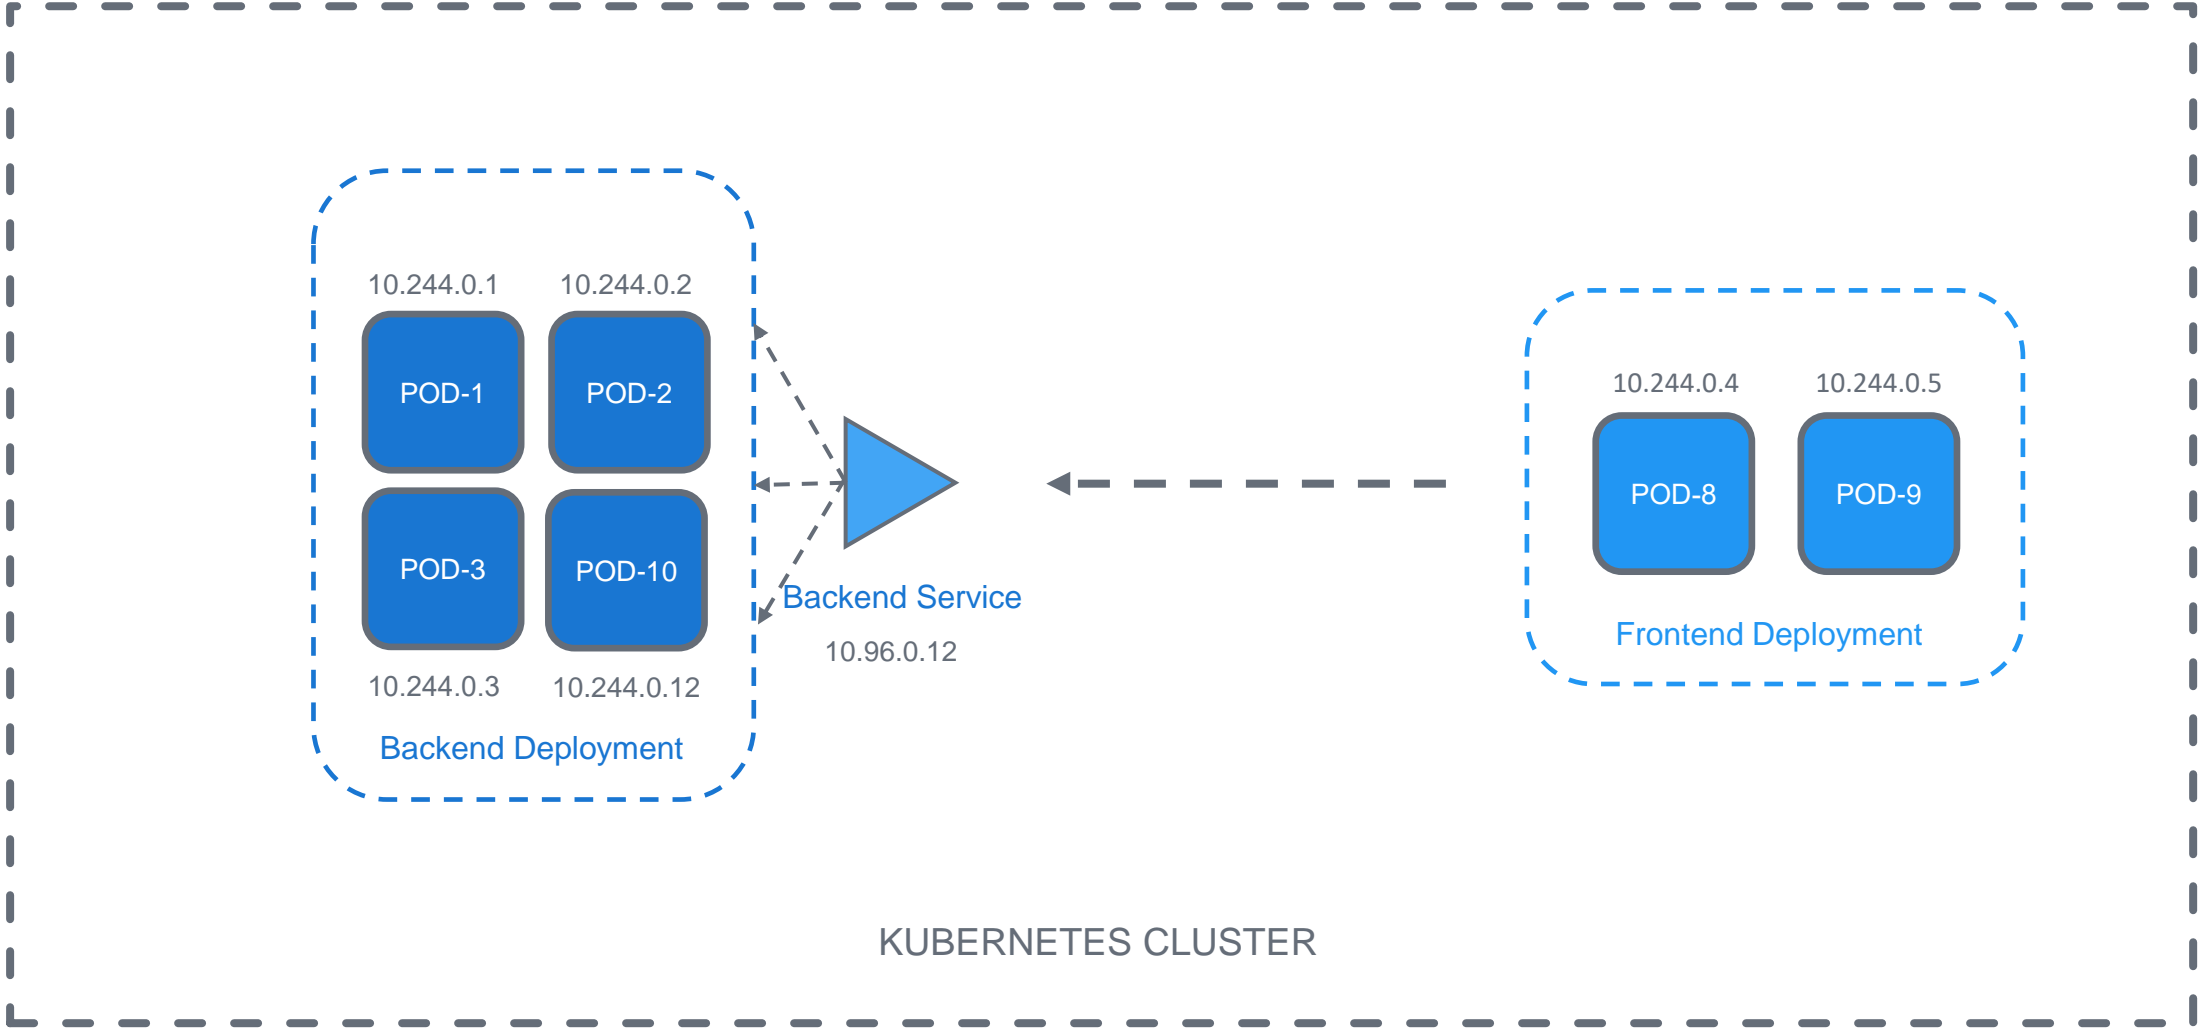 10.244.0.1
10.244.0.2
POD-1
POD-2
POD-3
POD-10
10.244.0.3
10.244.0.12
Backend Deployment
Backend Service
10.96.0.12
10.244.0.4
10.244.0.5
POD-8
POD-9
Frontend Deployment
KUBERNETES CLUSTER